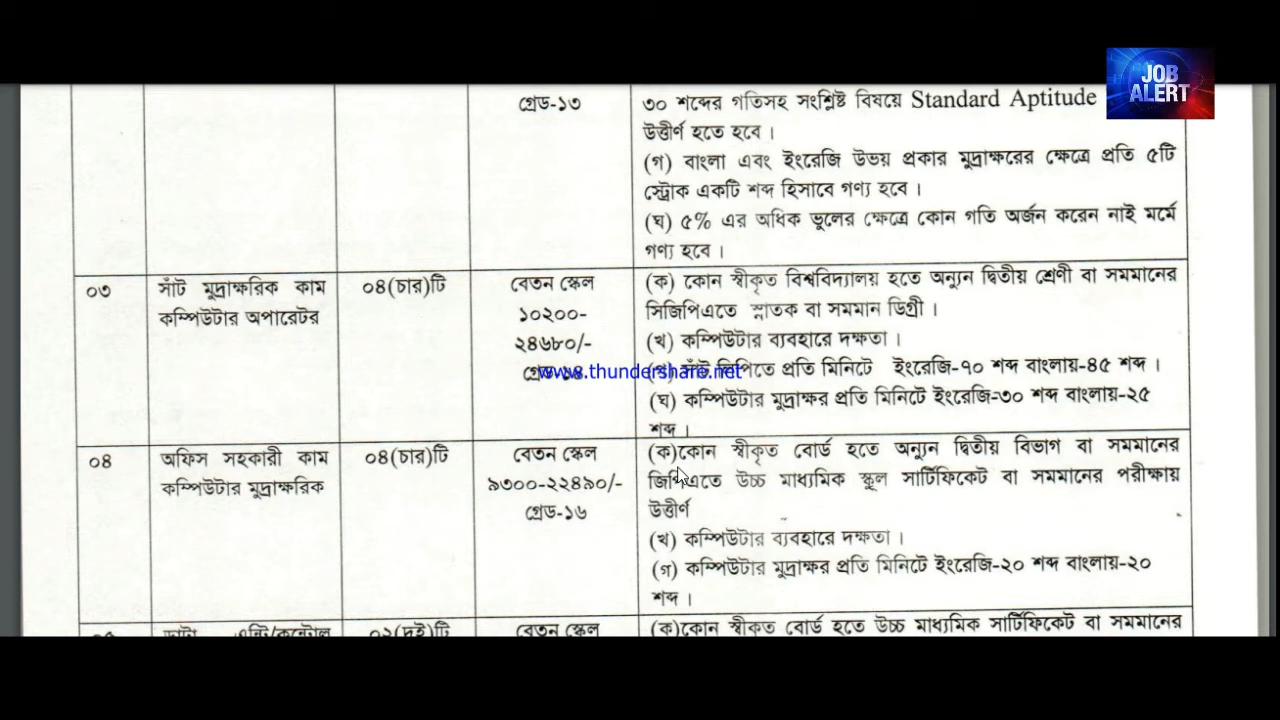 JOB
ALERT
গ্রেড-১৩
৩০ শব্দের গতিসহ সংশ্লিষ্ট বিষয়ে Standard Aptitude
উত্তীর্ণ হতে হবে।
(গ) বাংলা এবং ইংরেজি উভয় প্রকার মুদ্রাক্ষরের ক্ষেত্রে প্রতি ৫টি
স্ট্রোক একটি শব্দ হিসাবে গণ্য হবে।
(ঘ) ৫% এর অধিক ভুলের ক্ষেত্রে কোন গতি অর্জন করেন নাই মর্মে
গণ্য হবে।
০৩
সাঁট মুদ্রাক্ষরিক কাম
কম্পিউটার অপারেটর
০৪(চার)টি
বেতন স্কেল
১০২০০-
২৪৬৮০/-
গ্রেড-১৪
(ক) কোন স্বীকৃত বিশ্ববিদ্যালয় হতে অন্যুন দ্বিতীয় শ্রেণী বা সমমানের
সিজিপিএতে স্নাতক বা সমমান ডিগ্রী।
(খ) কম্পিউটার ব্যবহারে দক্ষতা।
(গ) সাঁট লিপিতে প্রতি মিনিটে ইংরেজি-৭০ শব্দ বাংলায়-৪৫ শব্দ।
(ঘ) কম্পিউটার মুদ্রাক্ষর প্রতি মিনিটে ইংরেজি-৩০ শব্দ বাংলায়-২৫
শব্দ।
www.thundershare.net
০৪
অফিস সহকারী কাম
কম্পিউটার মুদ্রাক্ষরিক
০৪(চার)টি
বেতন স্কেল
৯৩০০-২২৪৯০/-
গ্রেড-১৬
(ক)কোন স্বীকৃত বোর্ড হতে অন্যুন দ্বিতীয় বিভাগ বা সমমানের
জিপিএতে উচ্চ মাধ্যমিক স্কুল সার্টিফিকেট বা সমমানের পরীক্ষায়
উত্তীর্ণ
(খ) কম্পিউটার ব্যবহারে দক্ষতা।
(গ) কম্পিউটার মুদ্রাক্ষর প্রতি মিনিটে ইংরেজি-২০ শব্দ বাংলায়-২০
শব্দ।
০৫
ডাটা এন্ট্রি/কন্ট্রোল
০২(দুই)টি
বেতন স্কেল
(ক)কোন স্বীকৃত বোর্ড হতে উচ্চ মাধ্যমিক সার্টিফিকেট বা সমমানের